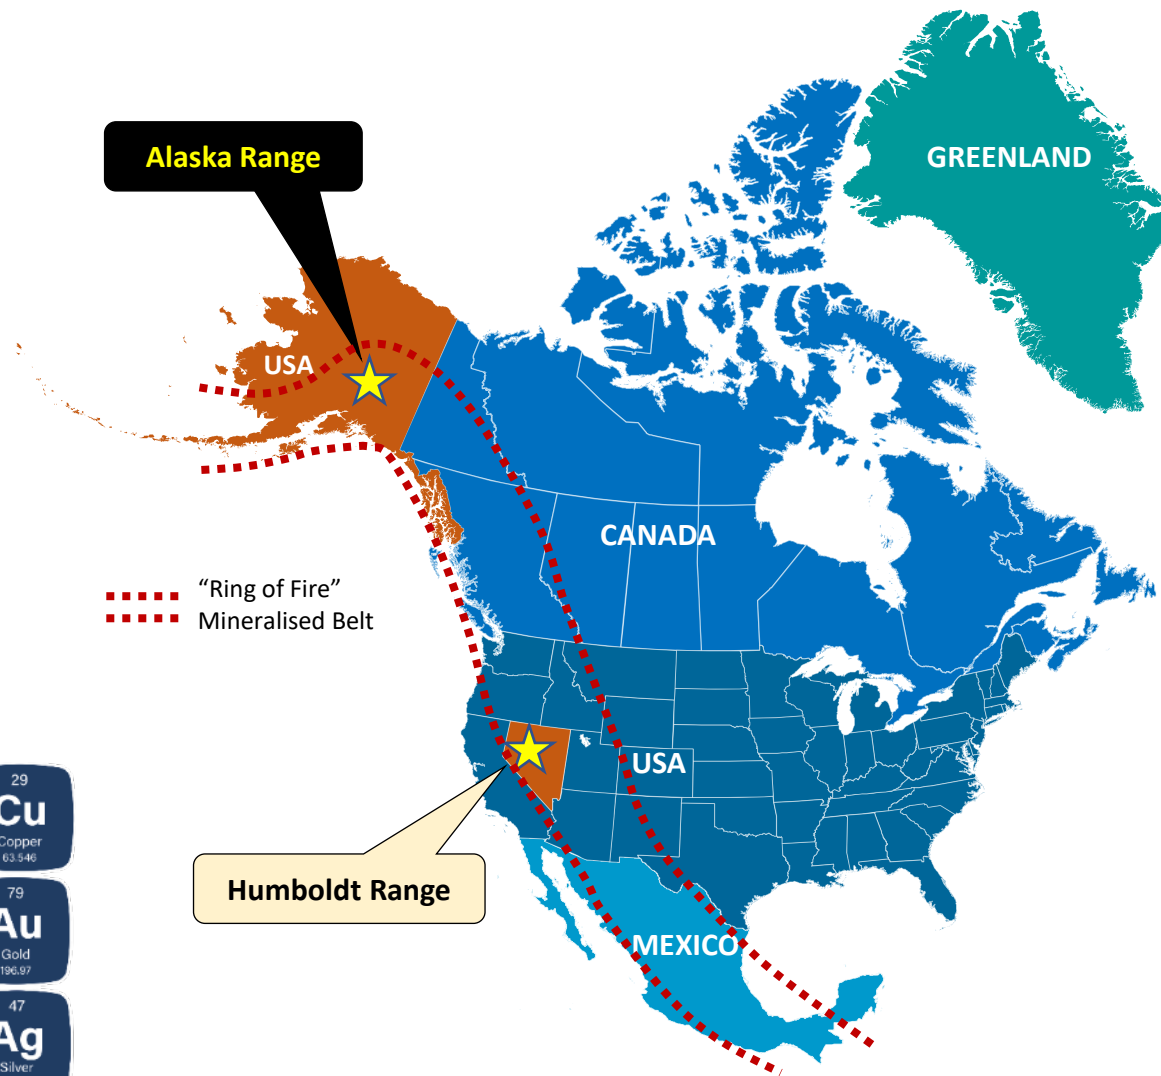 GREENLAND
Alaska Range
USA
CANADA
“Ring of Fire”
Mineralised Belt
USA
Humboldt Range
MEXICO
29
Cu
Copper
63.546
79
Au
Gold
196.97
47
Ag
Silver